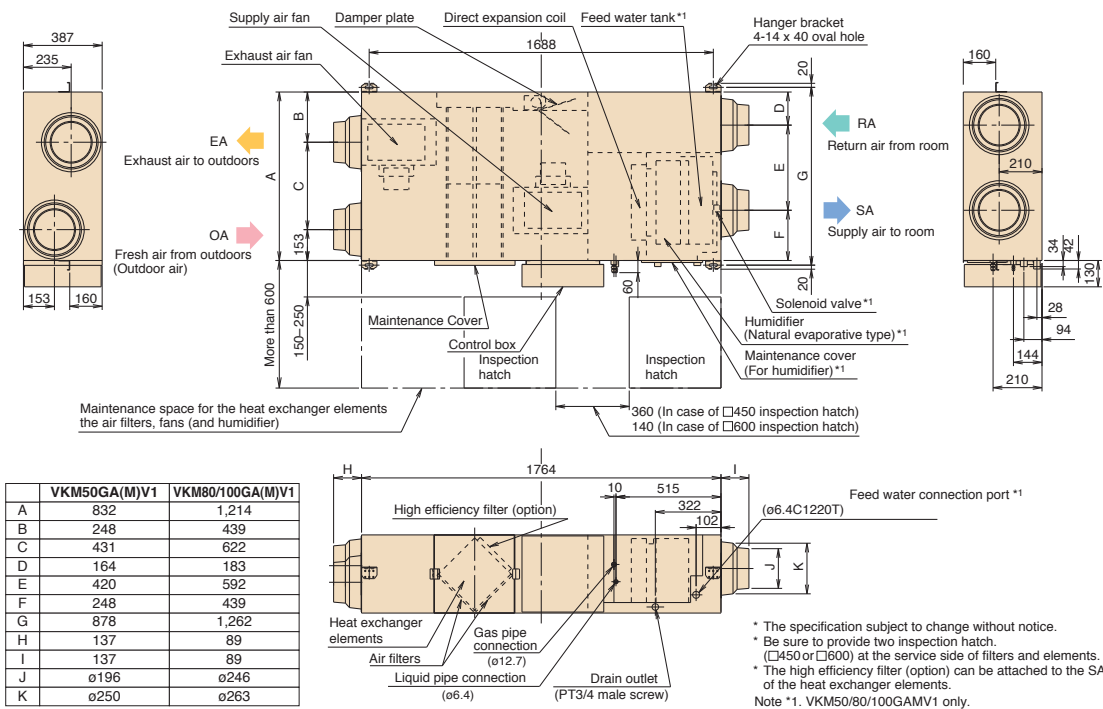 Supply air fan
Damper plate
Direct expansion coil
Feed water tank*1
Hanger bracket
4-14 x 40 oval hole
Exhaust air fan
1688
20
387
235
160
EA
Exhaust air to outdoors
OA
Fresh air from outdoors
(Outdoor air)
A
B
C
153
D
E
F
G
RA
Return air from room
SA
Supply air to room
210
34
42
130
28
94
144
210
153
160
More than 600
150–250
60
20
Maintenance Cover
Control box
Inspection
hatch
Inspection
hatch
Solenoid valve*1
Humidifier
(Natural evaporative type)*1
Maintenance cover
(For humidifier)*1
Maintenance space for the heat exchanger elements
the air filters, fans (and humidifier)
360 (In case of □450 inspection hatch)
140 (In case of □600 inspection hatch)
VKM50GA(M)V1 VKM80/100GA(M)V1
A 832 1,214
B 248 439
C 431 622
D 164 183
E 420 592
F 248 439
G 878 1,262
H 137 89
I 137 89
J ø196 ø246
K ø250 ø263
H
1764
I
10
515
322
102
High efficiency filter (option)
Feed water connection port *1
(ø6.4C1220T)
J
K
Heat exchanger
elements
Air filters
Gas pipe
connection
(ø12.7)
Liquid pipe connection
(ø6.4)
Drain outlet
(PT3/4 male screw)
* The specification subject to change without notice.
* Be sure to provide two inspection hatch.
(□450 or □600) at the service side of filters and elements.
* The high efficiency filter (option) can be attached to the SA
of the heat exchanger elements.
Note *1. VKM50/80/100GAMV1 only.